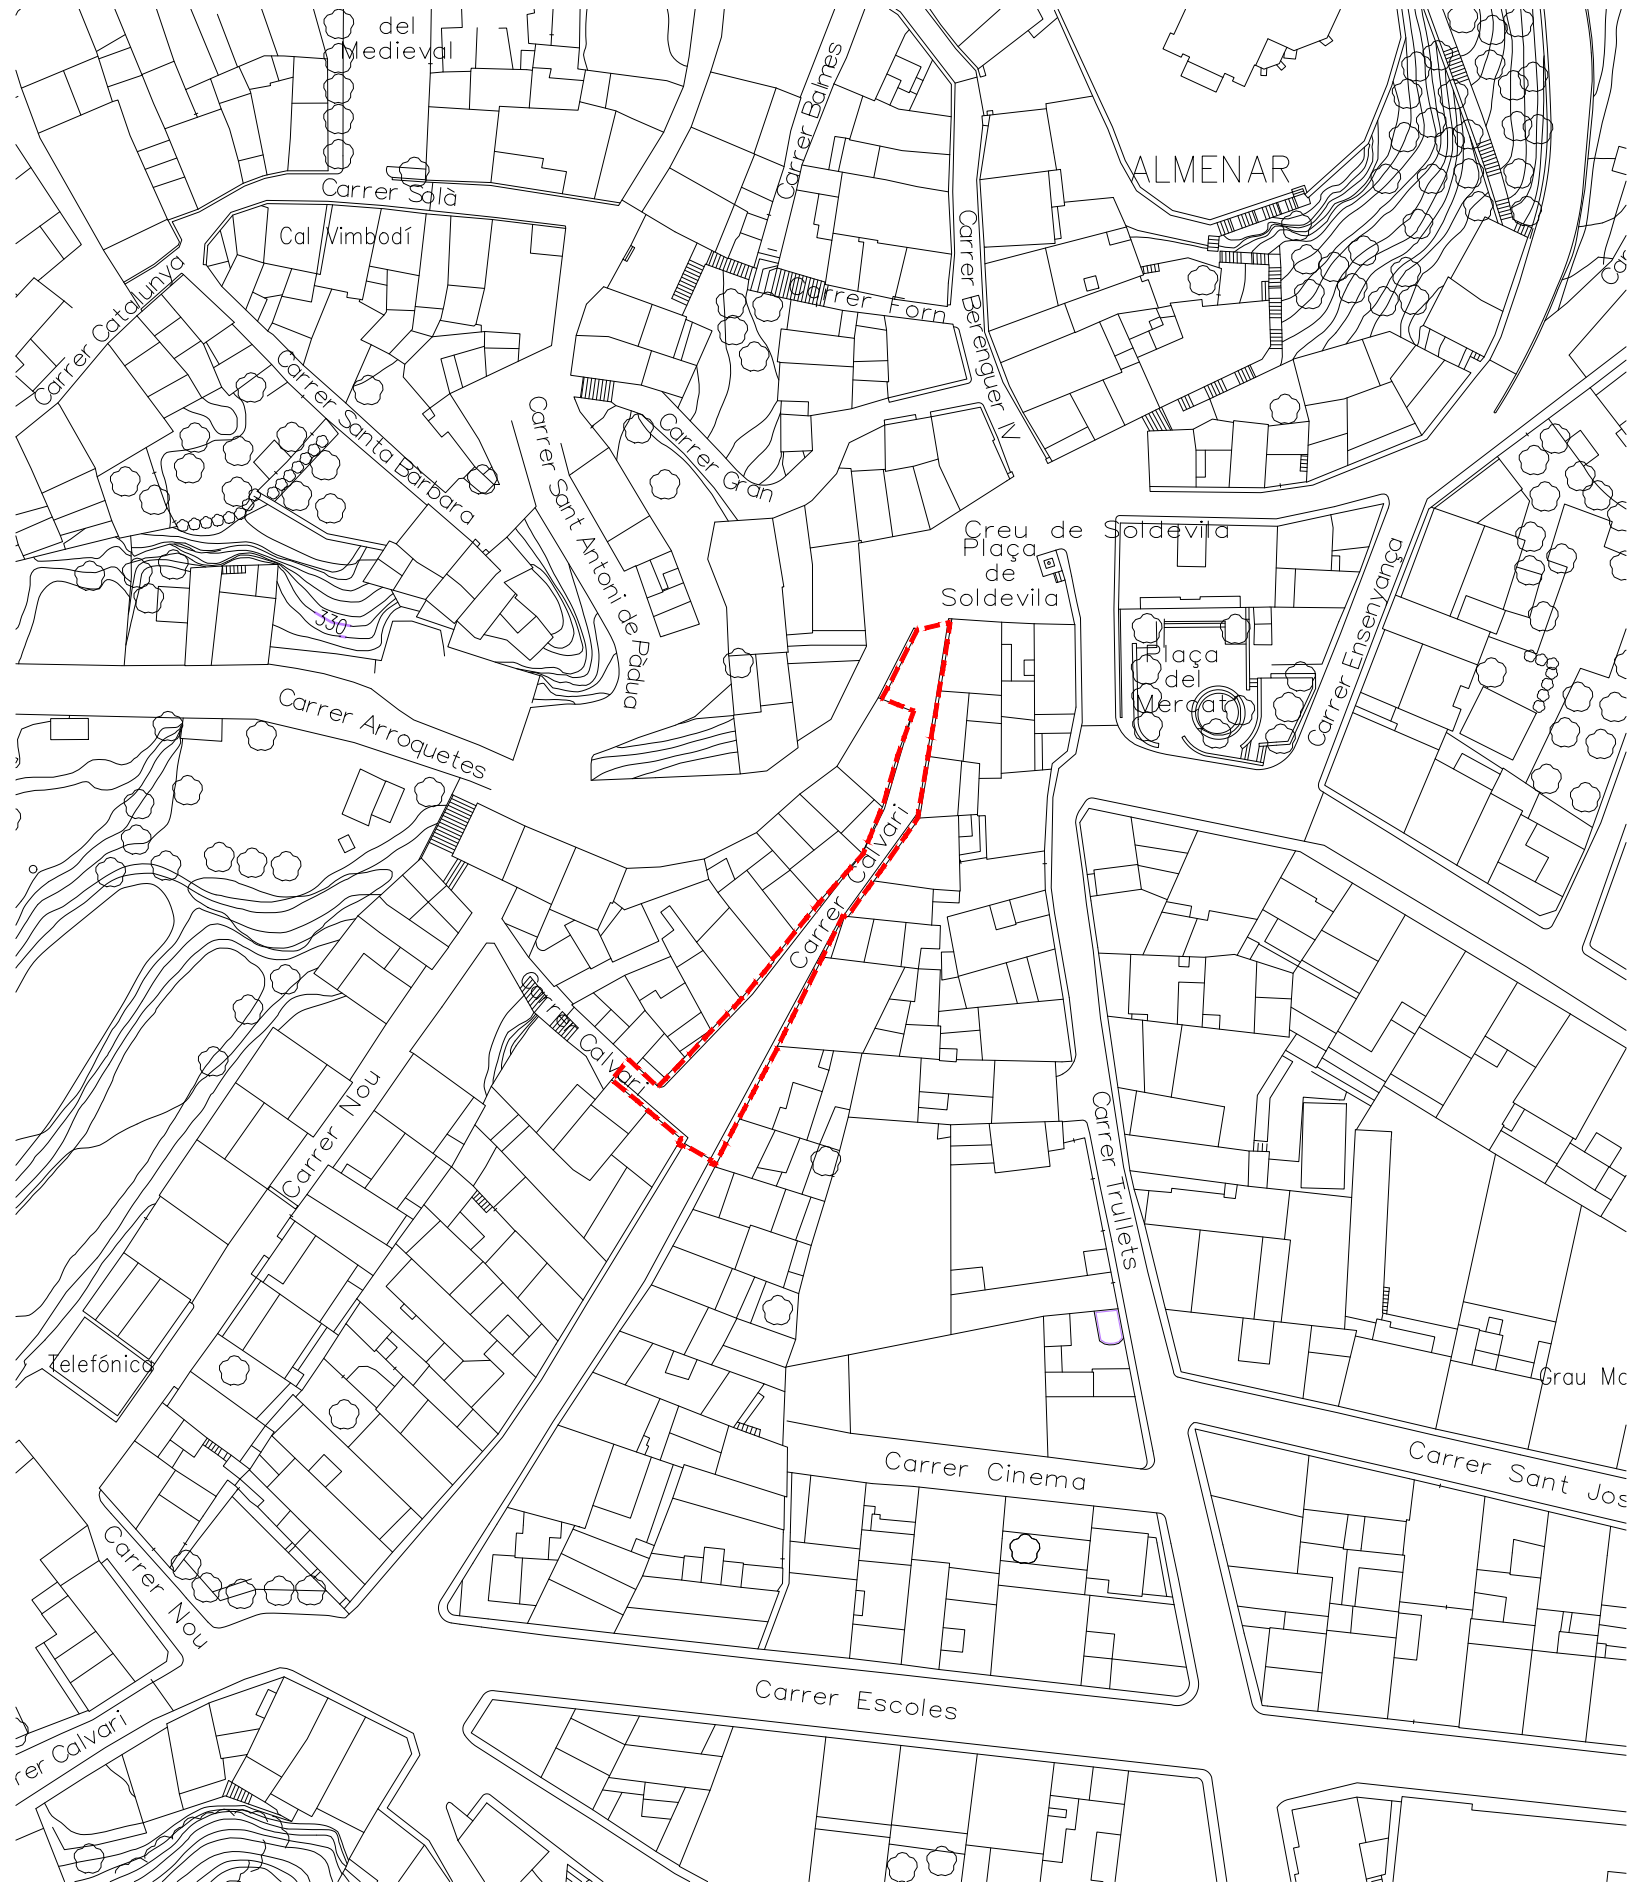 del
Medieval
Carrer Balmes
ALMENAR
Carrer Solà
Cal Vimbodí
Carrer Catalunya
Carrer Forn
Carrer Berenguer IV
Carrer Santa Bàrbara
Carrer Gran
Carrer Sant Antoni de Pàdua
Creu de Soldevila
Plaça
de
Soldevila
330
Plaça
del
Mercat
Carrer Ensenyança
Carrer Arroquetes
Carrer Calvari
Carrer Calvari
Carrer Nou
Carrer Trullets
Telefónica
Grau Ma
Carrer Cinema
Carrer Sant Jos
Carrer Nou
Carrer Escoles
rer Calvari
Car